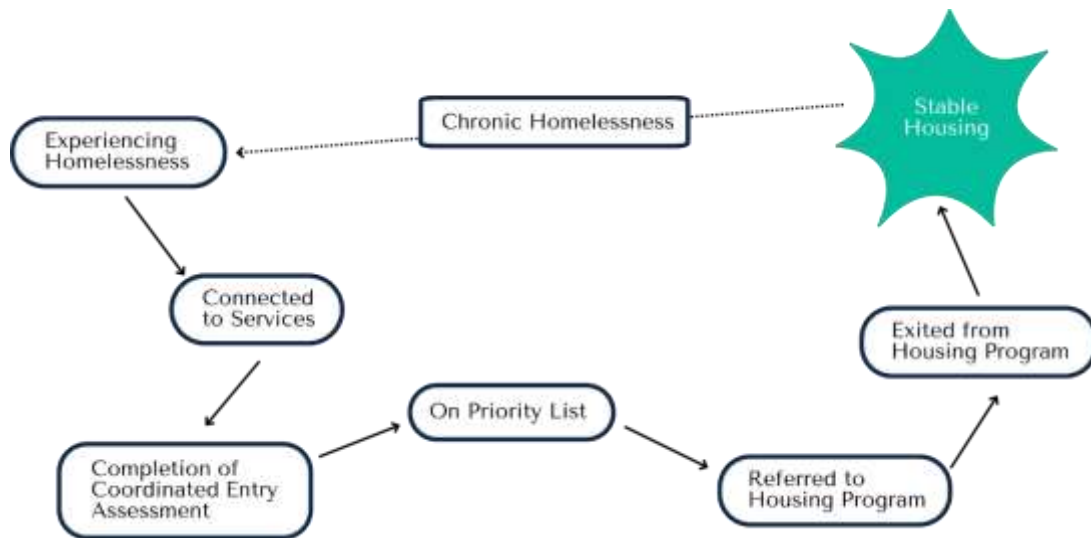 Stable
Housing
Chronic Homelessness
Experiencing
Homelessness
Connected
to Services
Completion of
Coordinated Entry
Assessment
On Priority List
Referred to
Housing Program
Exited from
Housing Program